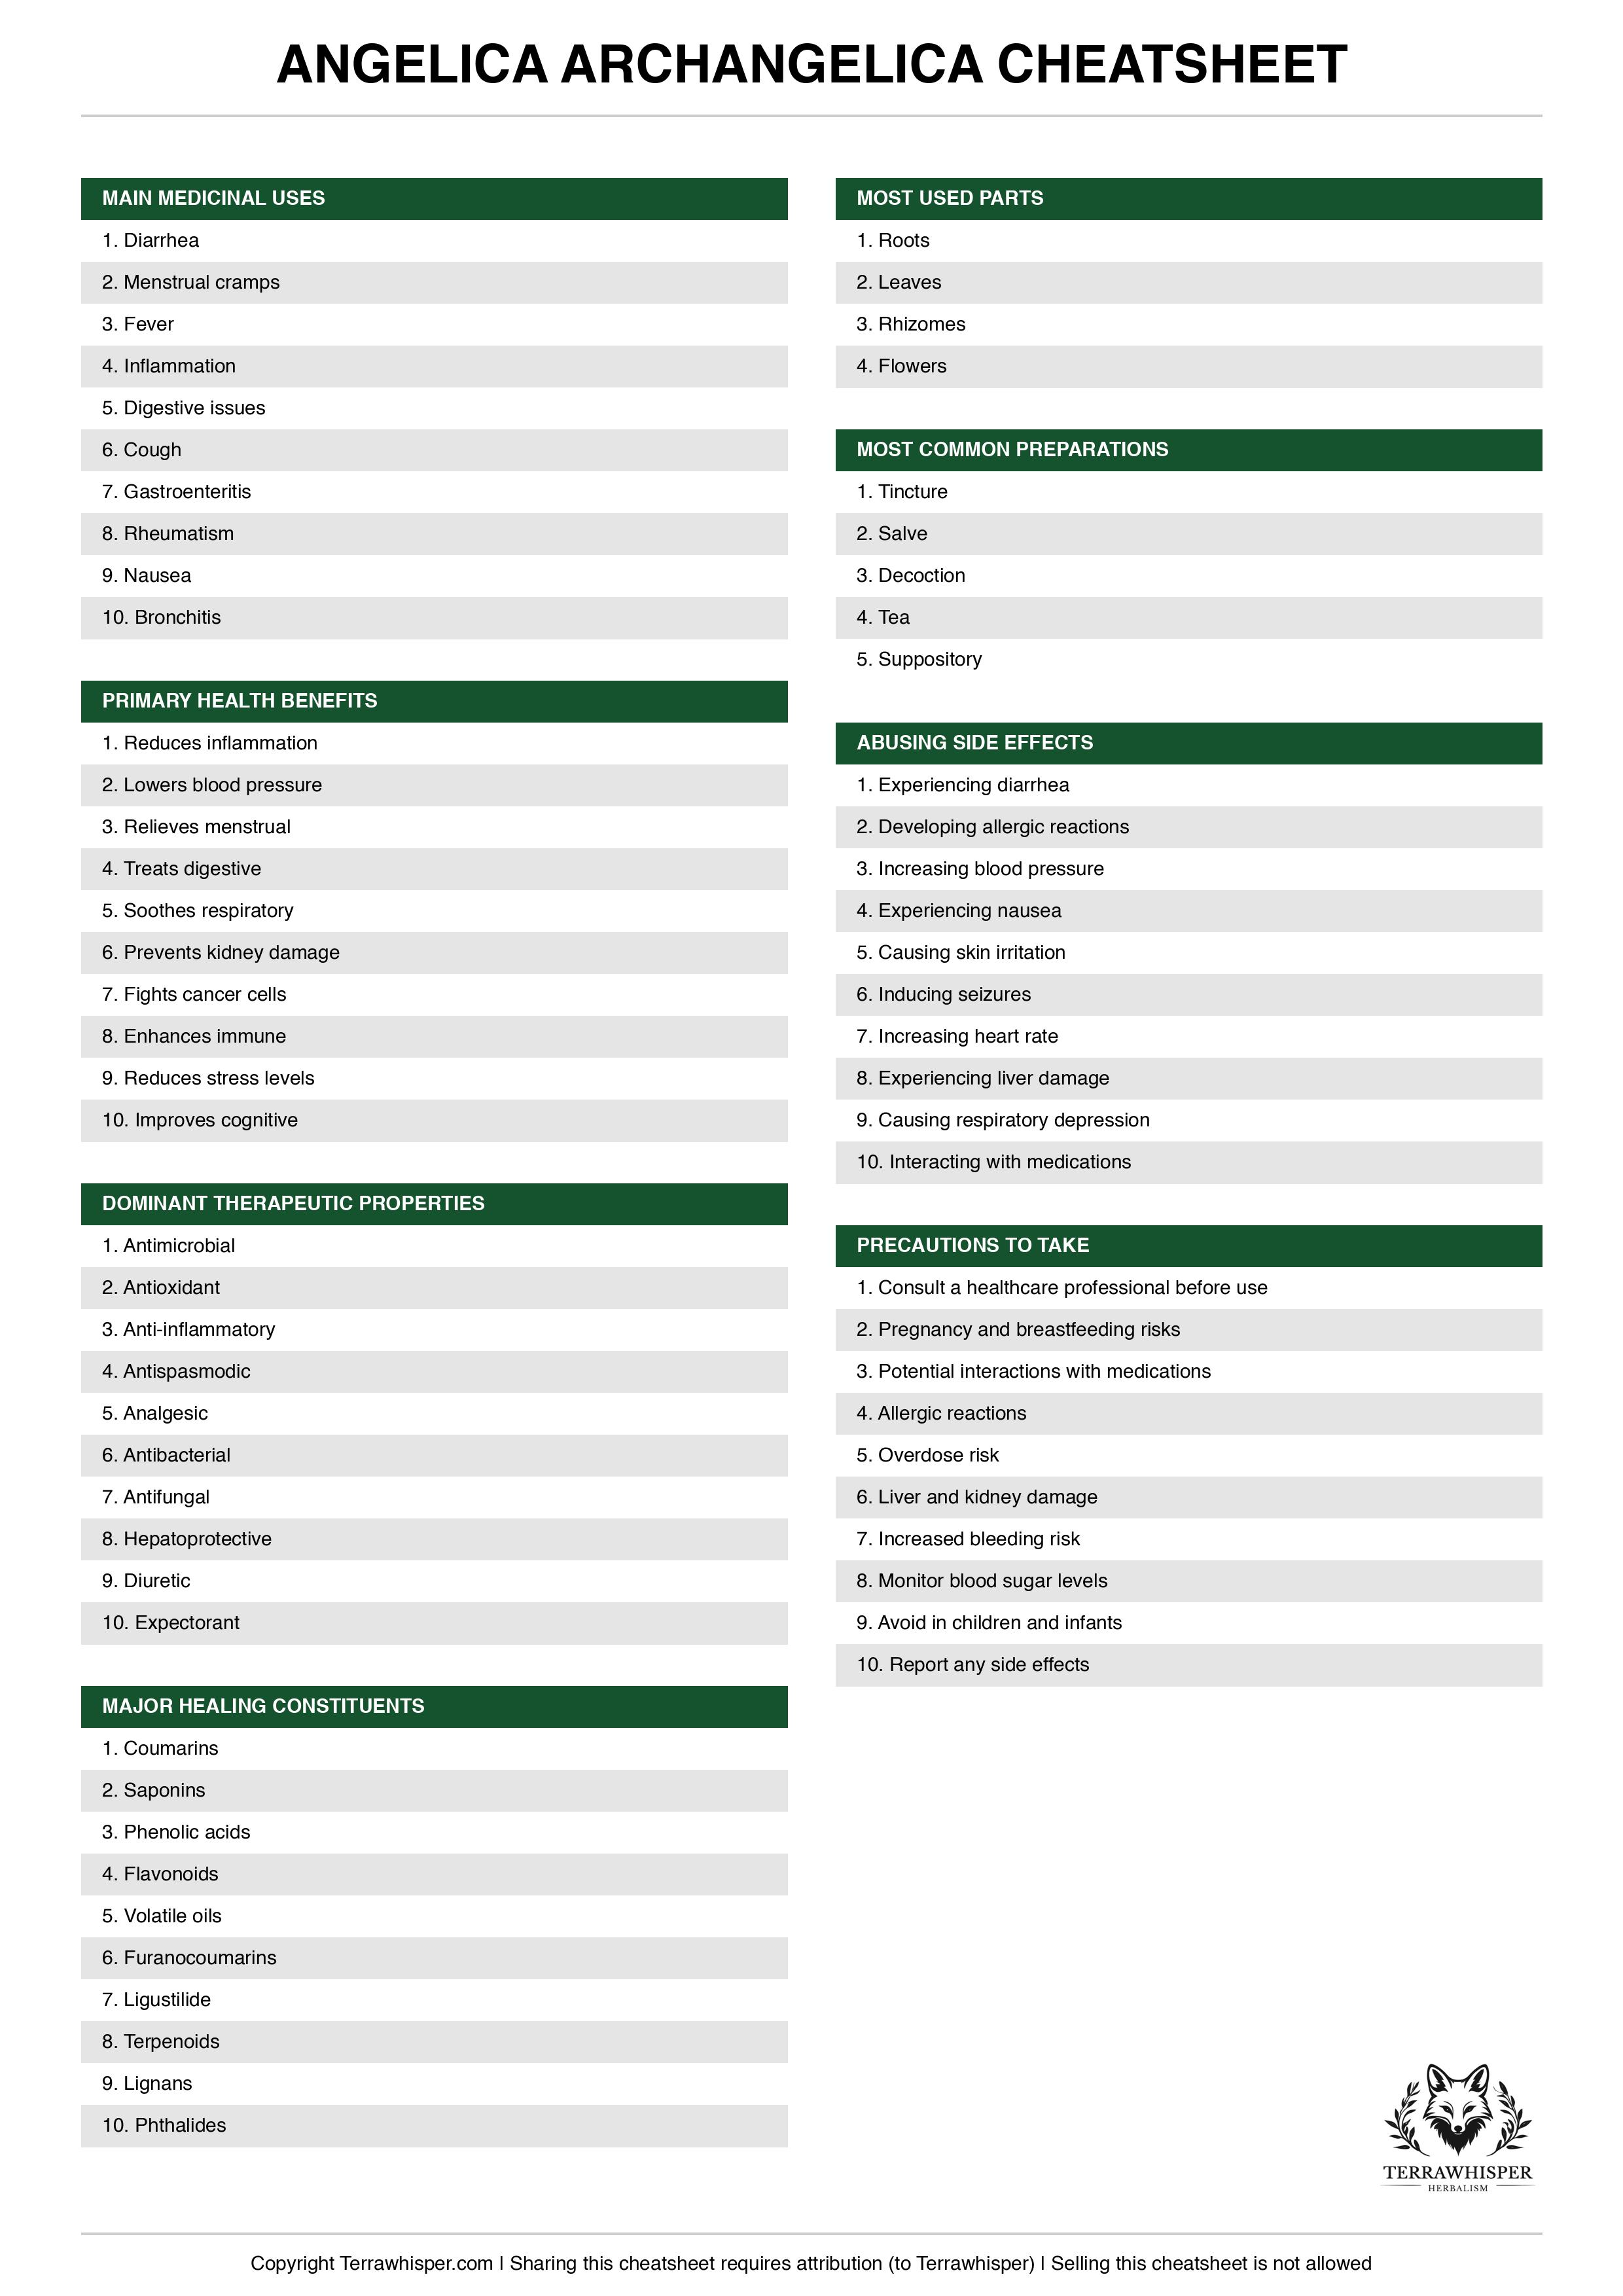 ANGELICA ARCHANGELICA CHEATSHEET
MAIN MEDICINAL USES
1. Diarrhea
2. Menstrual cramps
3. Fever
4. Inflammation
5. Digestive issues
6. Cough
7. Gastroenteritis
8. Rheumatism
9. Nausea
10. Bronchitis
PRIMARY HEALTH BENEFITS
1. Reduces inflammation
2. Lowers blood pressure
3. Relieves menstrual
4. Treats digestive
5. Soothes respiratory
6. Prevents kidney damage
7. Fights cancer cells
8. Enhances immune
9. Reduces stress levels
10. Improves cognitive
DOMINANT THERAPEUTIC PROPERTIES
1. Antimicrobial
2. Antioxidant
3. Anti-inflammatory
4. Antispasmodic
5. Analgesic
6. Antibacterial
7. Antifungal
8. Hepatoprotective
9. Diuretic
10. Expectorant
MAJOR HEALING CONSTITUENTS
1. Coumarins
2. Saponins
3. Phenolic acids
4. Flavonoids
5. Volatile oils
6. Furanocoumarins
7. Ligustilide
8. Terpenoids
9. Lignans
10. Phthalides
MOST USED PARTS
1. Roots
2. Leaves
3. Rhizomes
4. Flowers
MOST COMMON PREPARATIONS
1. Tincture
2. Salve
3. Decoction
4. Tea
5. Suppository
ABUSING SIDE EFFECTS
1. Experiencing diarrhea
2. Developing allergic reactions
3. Increasing blood pressure
4. Experiencing nausea
5. Causing skin irritation
6. Inducing seizures
7. Increasing heart rate
8. Experiencing liver damage
9. Causing respiratory depression
10. Interacting with medications
PRECAUTIONS TO TAKE
1. Consult a healthcare professional before use
2. Pregnancy and breastfeeding risks
3. Potential interactions with medications
4. Allergic reactions
5. Overdose risk
6. Liver and kidney damage
7. Increased bleeding risk
8. Monitor blood sugar levels
9. Avoid in children and infants
10. Report any side effects
TERRAWHISPER
HERBALISM
Copyright Terrawhisper.com | Sharing this cheatsheet requires attribution (to Terrawhisper) | Selling this cheatsheet is not allowed